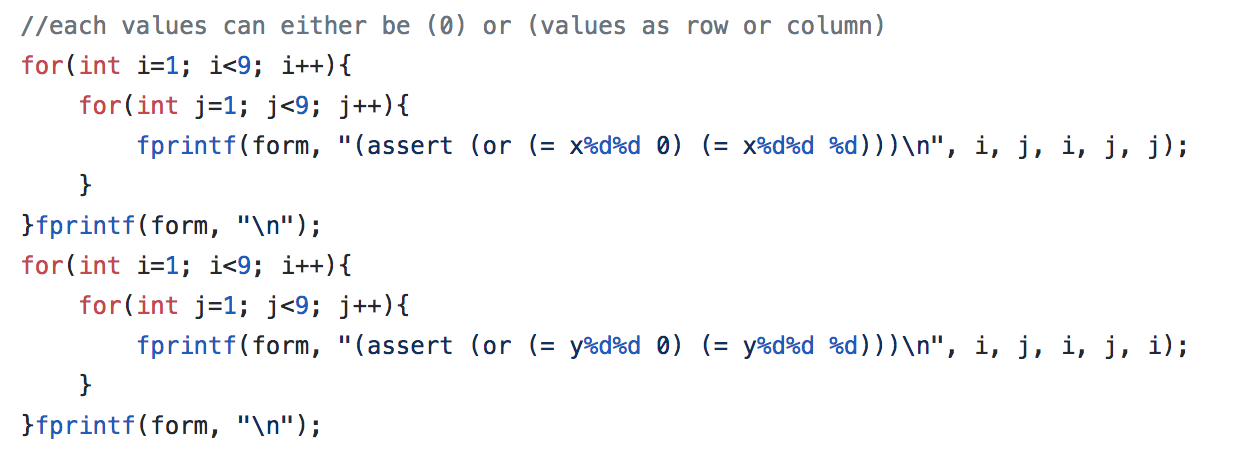 //each values can either be (0) or (values as row or column)
for(int i=1; i<9; i++){
    for(int j=1; j<9; j++){
        fprintf(form, "(assert (or (= x%d%d 0) (= x%d%d %d)))\n", i, j, i, j, j);
    }
}fprintf(form, "\n");
for(int i=1; i<9; i++){
    for(int j=1; j<9; j++){
        fprintf(form, "(assert (or (= y%d%d 0) (= y%d%d %d)))\n", i, j, i, j, i);
    }
}fprintf(form, "\n");